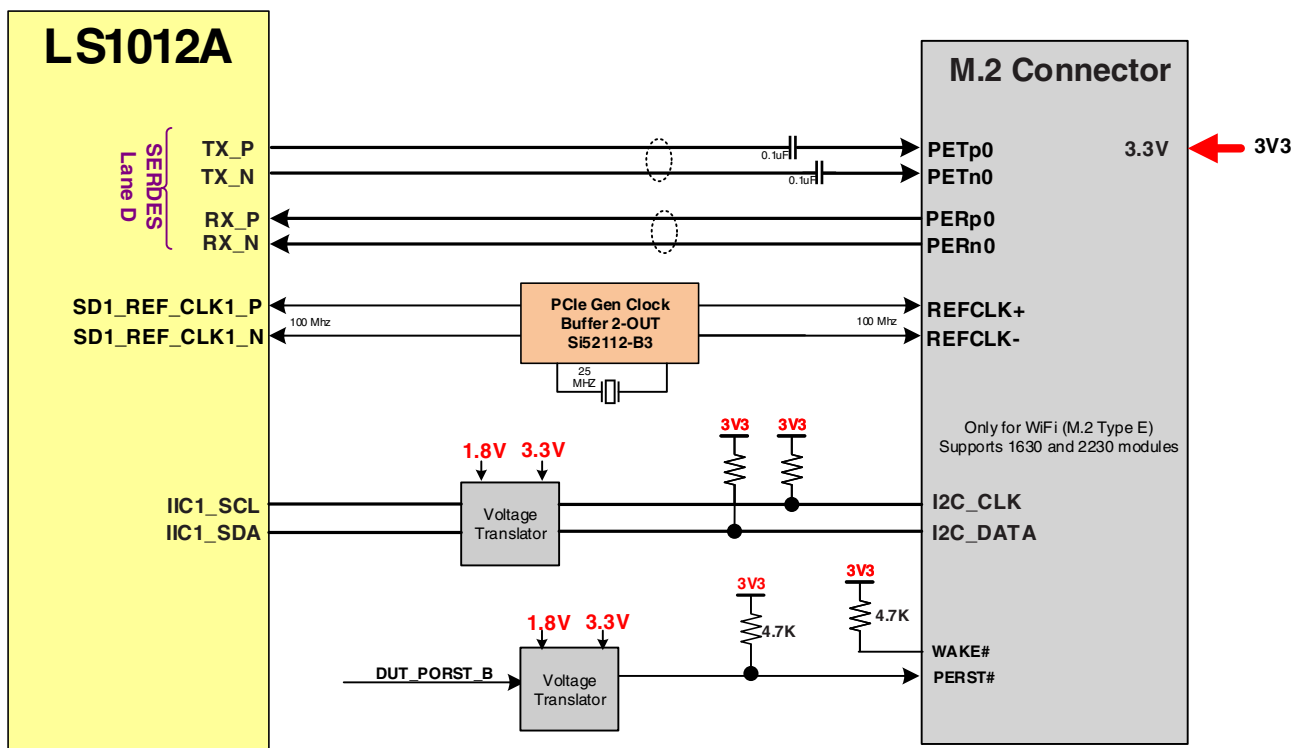 LS1012A
SERDES
Lane D
TX_P
TX_N
RX_P
RX_N
SD1_REF_CLK1_P
SD1_REF_CLK1_N
IIC1_SCL
IIC1_SDA
0.1uF
0.1uF
100 Mhz
PCIe Gen Clock
Buffer 2-OUT
Si52112-B3
100 Mhz
25
MHZ
1.8V
3.3V
Voltage
Translator
3V3
3V3
DUT_PORST_B
1.8V
3.3V
Voltage
Translator
3V3
4.7K
3V3
4.7K
M.2 Connector
PETp0
PETn0
3.3V
3V3
PERp0
PERn0
REFCLK+
REFCLK-
Only for WiFi (M.2 Type E)
Supports 1630 and 2230 modules
I2C_CLK
I2C_DATA
WAKE#
PERST#